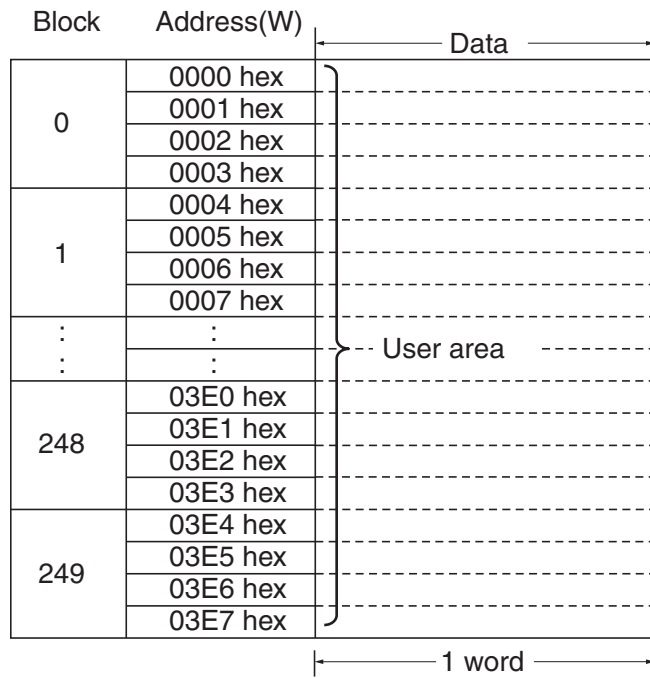 Block Address(W) Data
0 0000 hex
0001 hex
0002 hex
0003 hex
1 0004 hex
0005 hex
0006 hex
0007 hex
: :
: :
User area
248 03E0 hex
03E1 hex
03E2 hex
03E3 hex
249 03E4 hex
03E5 hex
03E6 hex
03E7 hex
1 word